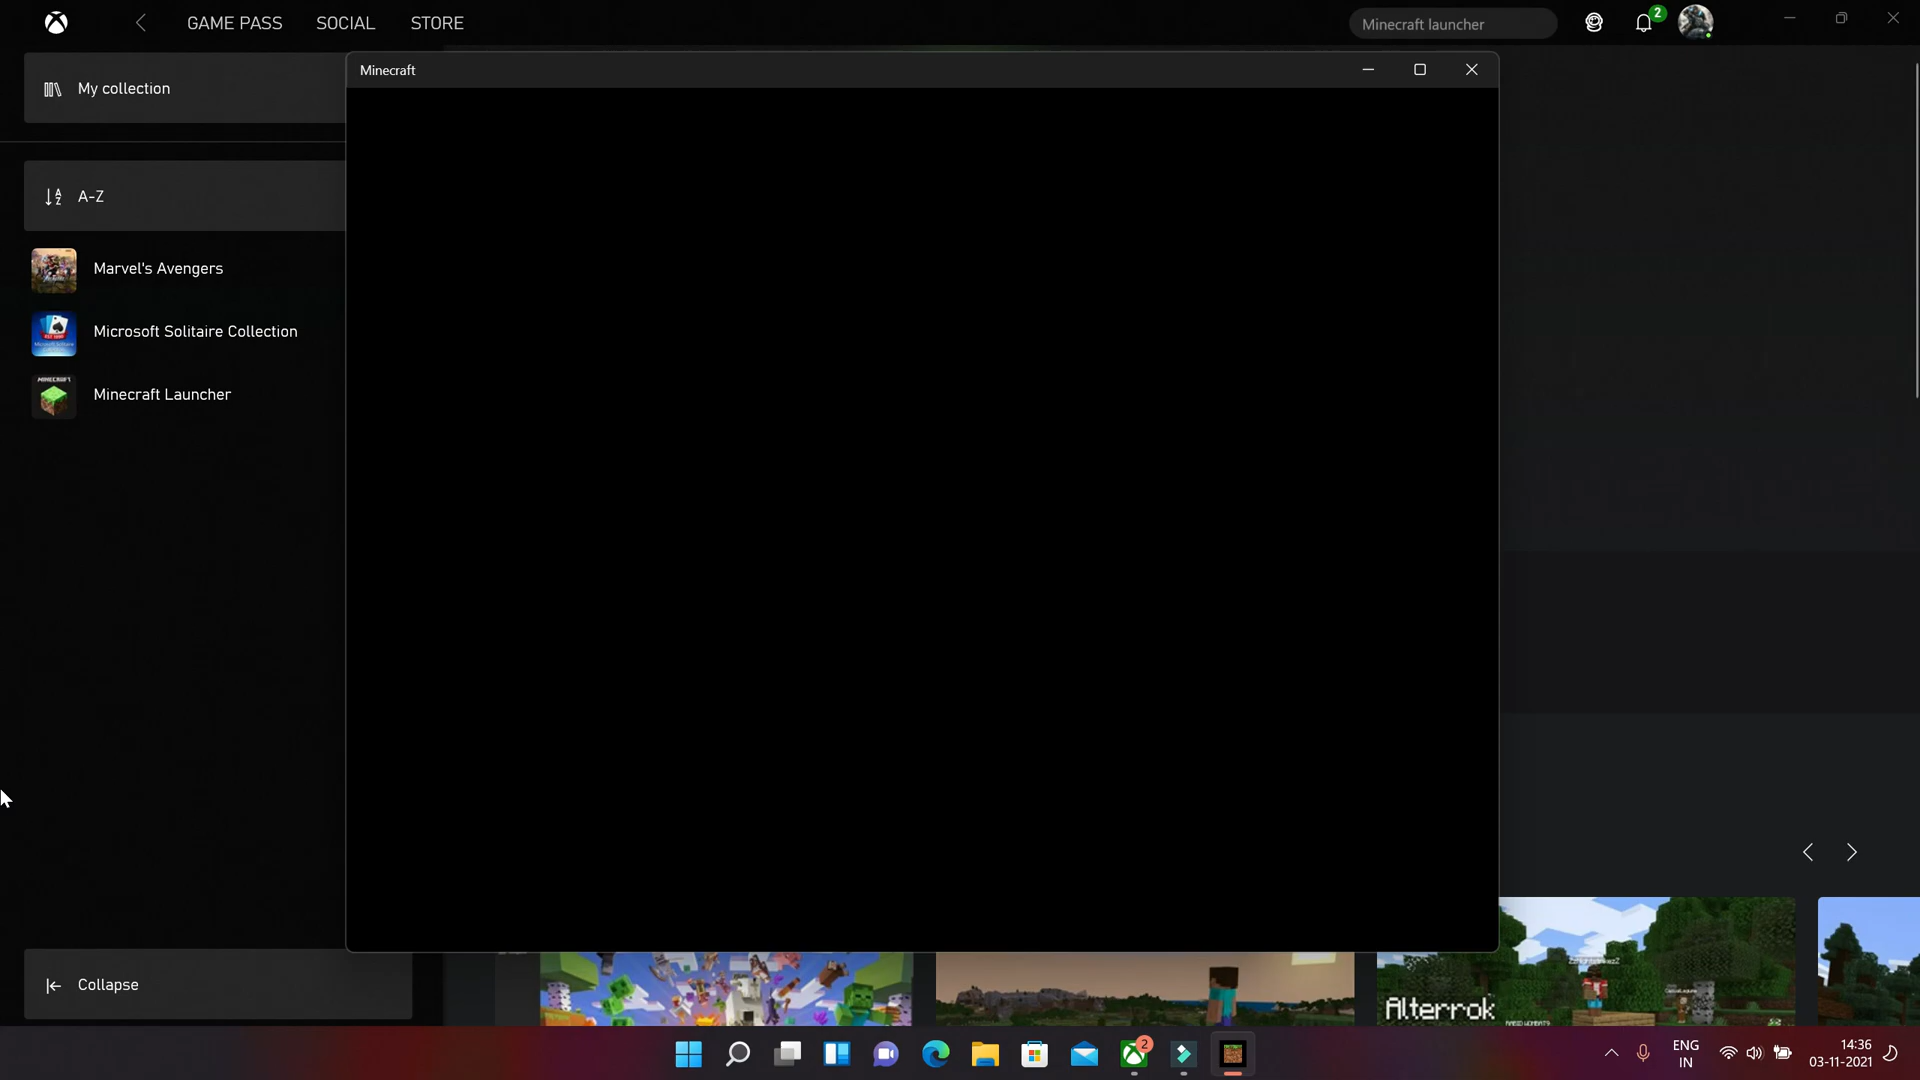 GAME PASS SOCIAL STORE
Minecraft launcher
2
My collection
Minecraft
A-Z
Marvel's Avengers
Microsoft Solitaire Collection
MINECRAFT
Minecraft Launcher
Alterrok
Collapse
2
ENG
IN
14:36
03-11-2021